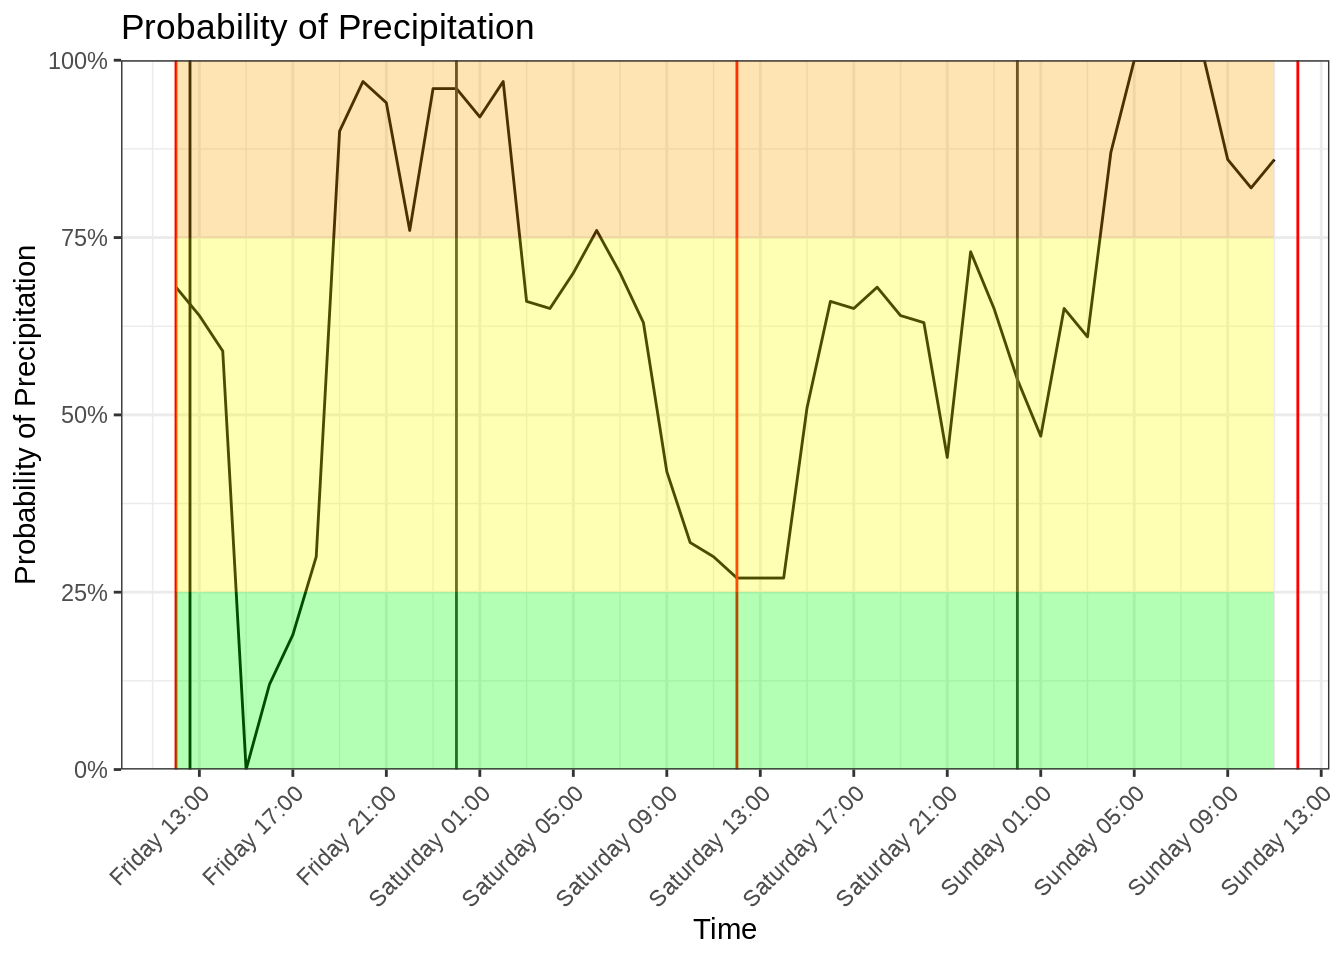 Probability of Precipitation
Probability of Precipitation
100%
75%
50%
25%
0%
Friday 13:00
Friday 17:00
Friday 21:00
Saturday 01:00
Saturday 05:00
Saturday 09:00
Saturday 13:00
Saturday 17:00
Saturday 21:00
Sunday 01:00
Sunday 05:00
Sunday 09:00
Sunday 13:00
Time